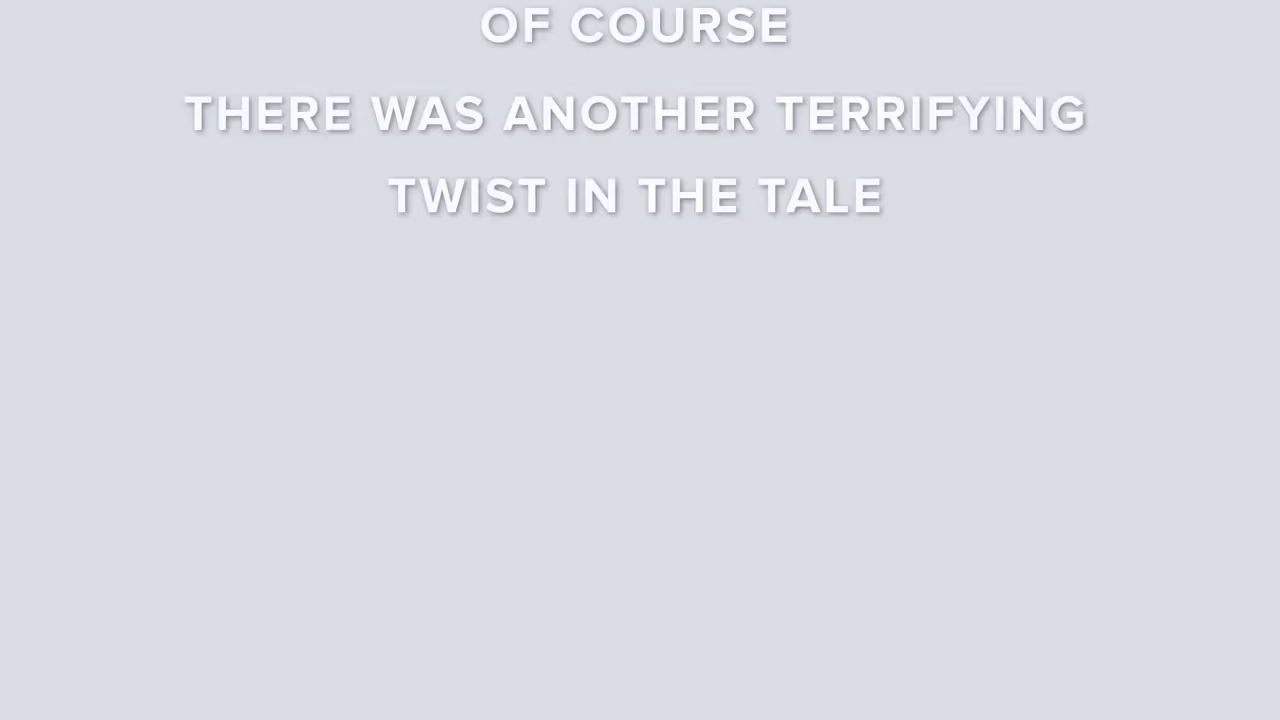 OF COURSE
THERE WAS ANOTHER TERRIFYING
TWIST IN THE TALE